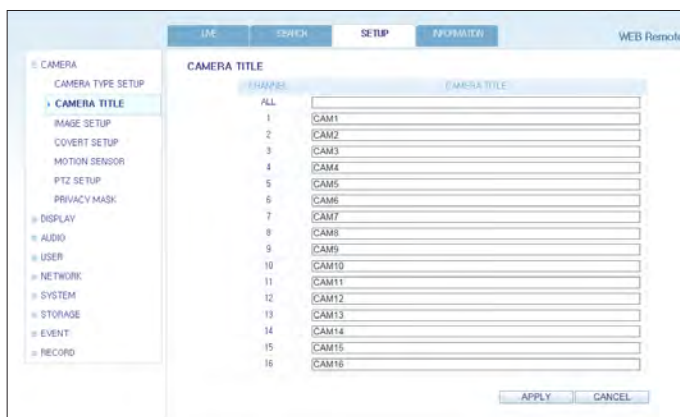 LIVE SEARCH SETUP INFORMATION WEB Remote
CAMERA
CAMERA TYPE SETUP
CAMERA TITLE
IMAGE SETUP
COVERT SETUP
MOTION SENSOR
PTZ SETUP
PRIVACY MASK
DISPLAY
AUDIO
USER
NETWORK
SYSTEM
STORAGE
EVENT
RECORD
CAMERA TITLE
CHANNEL CAMERA TITLE
ALL
1 CAM1
2 CAM2
3 CAM3
4 CAM4
5 CAM5
6 CAM6
7 CAM7
8 CAM8
9 CAM9
10 CAM10
11 CAM11
12 CAM12
13 CAM13
14 CAM14
15 CAM15
16 CAM16
APPLY CANCEL